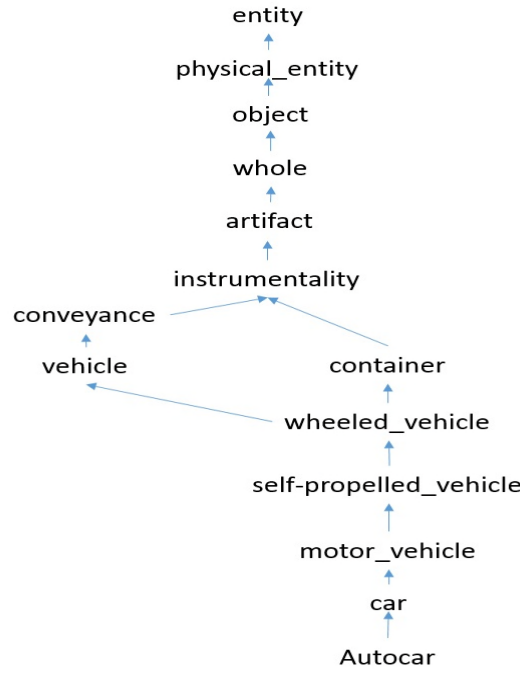 entity
physical_entity
object
whole
artifact
instrumentality
conveyance
vehicle
container
wheeled_vehicle
self-propelled_vehicle
motor_vehicle
car
Autocar